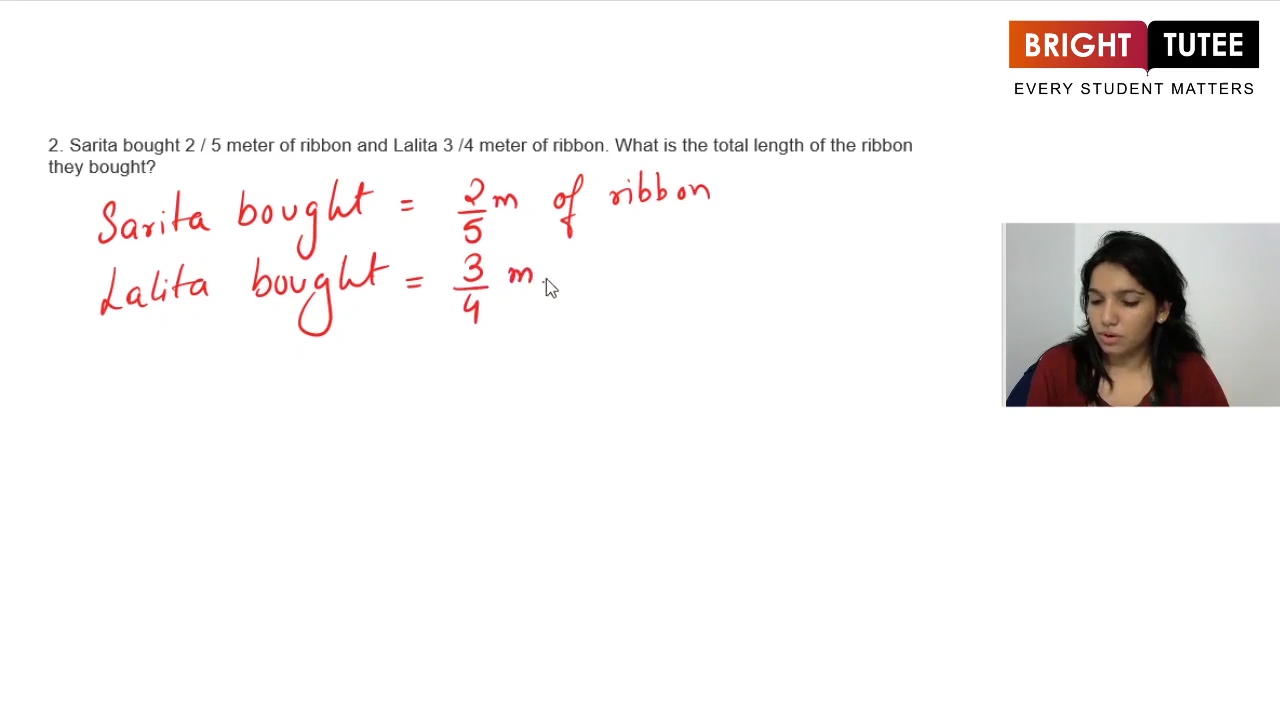 BRIGHT TUTEE
EVERY STUDENT MATTERS
2. Sarita bought 2 / 5 meter of ribbon and Lalita 3 /4 meter of ribbon. What is the total length of the ribbon
they bought?
Sarita bought = 2/5 m of ribbon
Lalita bought = 3/4 m